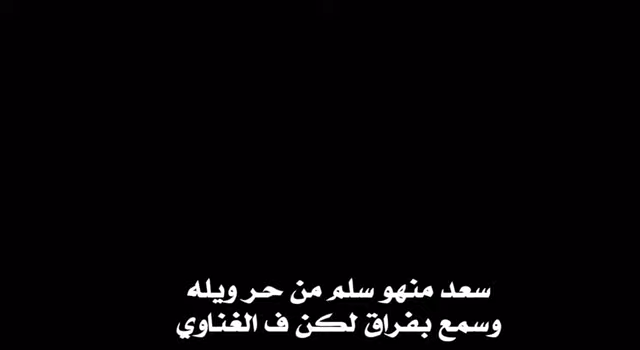 سعد منهو سلم من حر ويله
وسمع بفراق لكن ف الغناوي